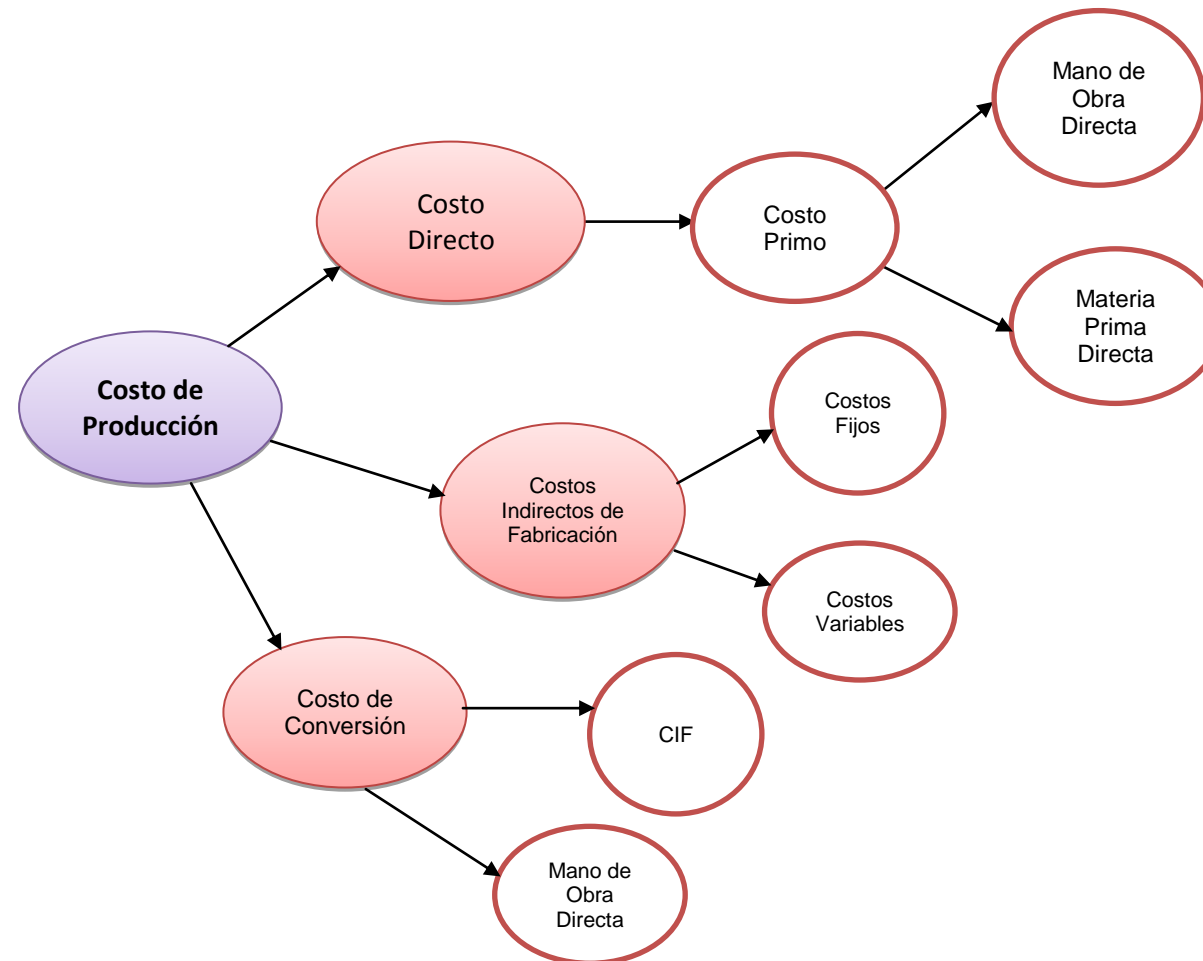 Mano de
Obra
Directa
Costo
Directo
Costo
Primo
Materia
Prima
Directa
Costo de
Producción
Costos
Fijos
Costos
Indirectos de
Fabricación
Costos
Variables
Costo de
Conversión
CIF
Mano de
Obra
Directa